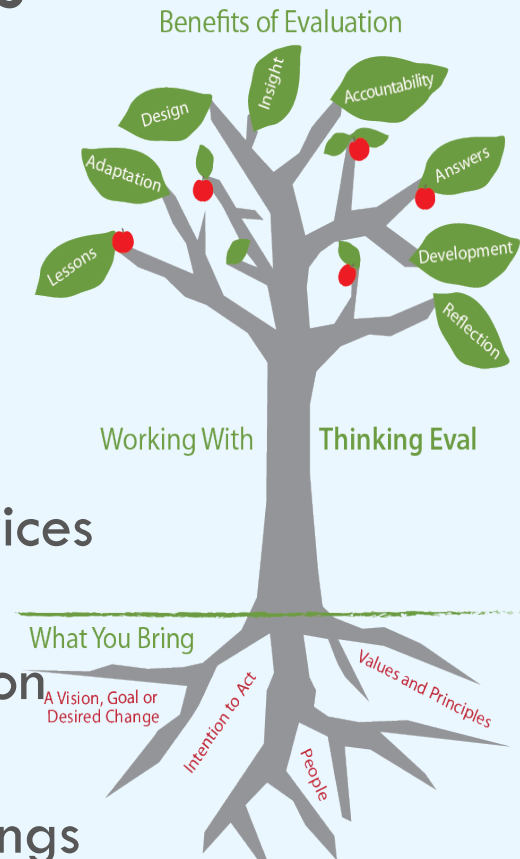 Benefits of Evaluation
Insight
Accountability
Design
Adaptation
Answers
Lessons
Development
Reflection
Working With Thinking Eval
ices
What You Bring
on
A Vision, Goal or
Desired Change
Intention to Act
Values and Principles
People
ngs